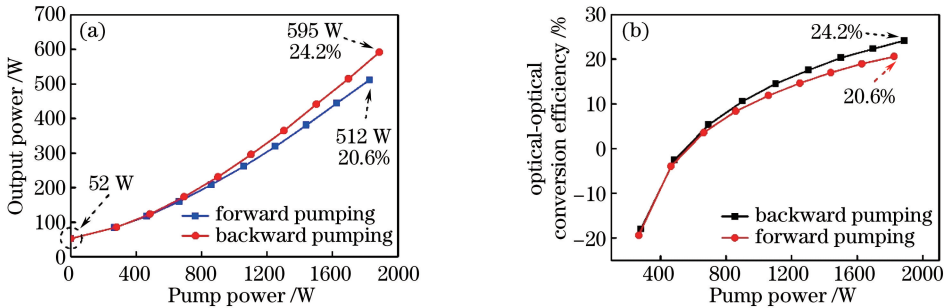 (a)
Output power /W
700
600
500
400
300
200
100
0
595 W
24.2%
512 W
20.6%
52 W
forward pumping
backward pumping
0
400
800
1200
1600
2000
Pump power /W
(b)
optical-optical
conversion efficiency /%
30
20
10
0
−10
−20
24.2%
20.6%
backward pumping
forward pumping
400
800
1200
1600
2000
Pump power /W